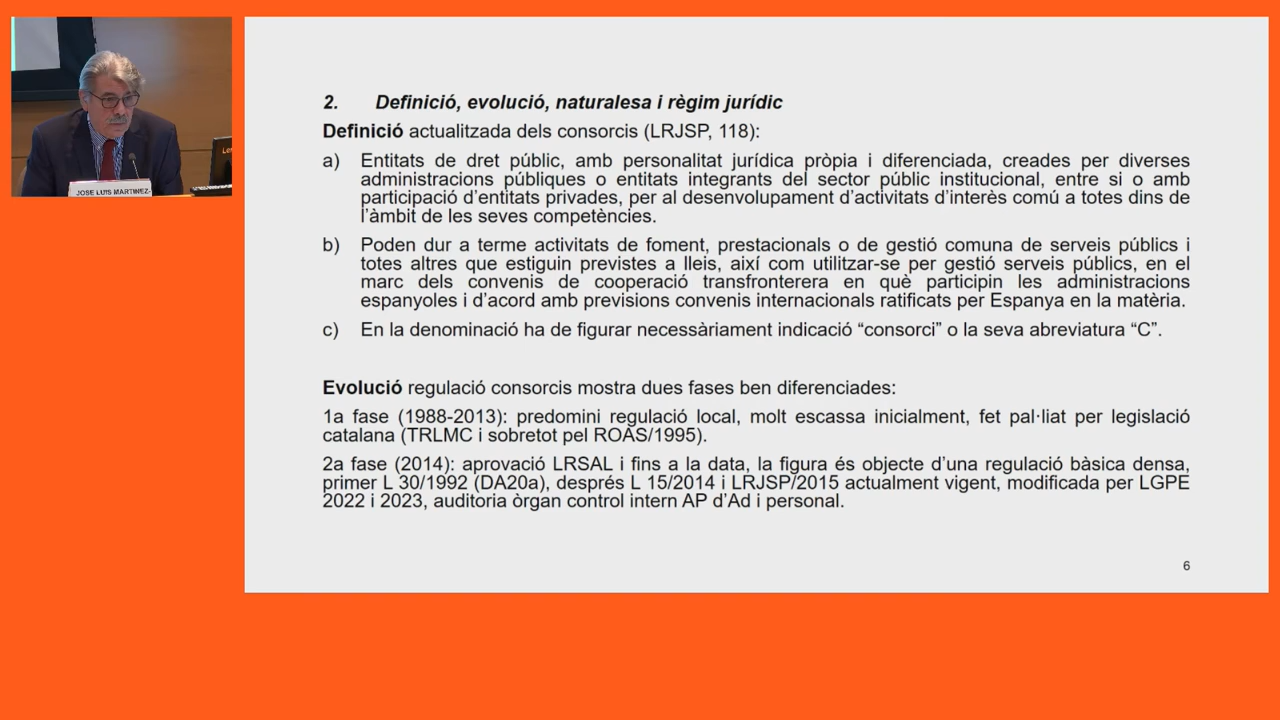 JOSE LUIS MARTINEZ-
2. Definició, evolució, naturalesa i règim jurídic
Definició actualitzada dels consorcis (LRJSP, 118):
a) Entitats de dret públic, amb personalitat jurídica pròpia i diferenciada, creades per diverses
administracions públiques o entitats integrants del sector públic institucional, entre si o amb
participació d’entitats privades, per al desenvolupament d’activitats d’interès comú a totes dins de
l’àmbit de les seves competències.
b) Poden dur a terme activitats de foment, prestacionals o de gestió comuna de serveis públics i
totes altres que estiguin previstes a lleis, així com utilitzar-se per gestió serveis públics, en el
marc dels convenis de cooperació transfronterera en què participin les administracions
espanyoles i d’acord amb previsions convenis internacionals ratificats per Espanya en la matèria.
c) En la denominació ha de figurar necessàriament indicació “consorci” o la seva abreviatura “C”.
Evolució regulació consorcis mostra dues fases ben diferenciades:
1a fase (1988-2013): predomini regulació local, molt escassa inicialment, fet pal·liat per legislació
catalana (TRLMC i sobretot pel ROAS/1995).
2a fase (2014): aprovació LRSAL i fins a la data, la figura és objecte d’una regulació bàsica densa,
primer L 30/1992 (DA20a), després L 15/2014 i LRJSP/2015 actualment vigent, modificada per LGPE
2022 i 2023, auditoria òrgan control intern AP d’Ad i personal.
6